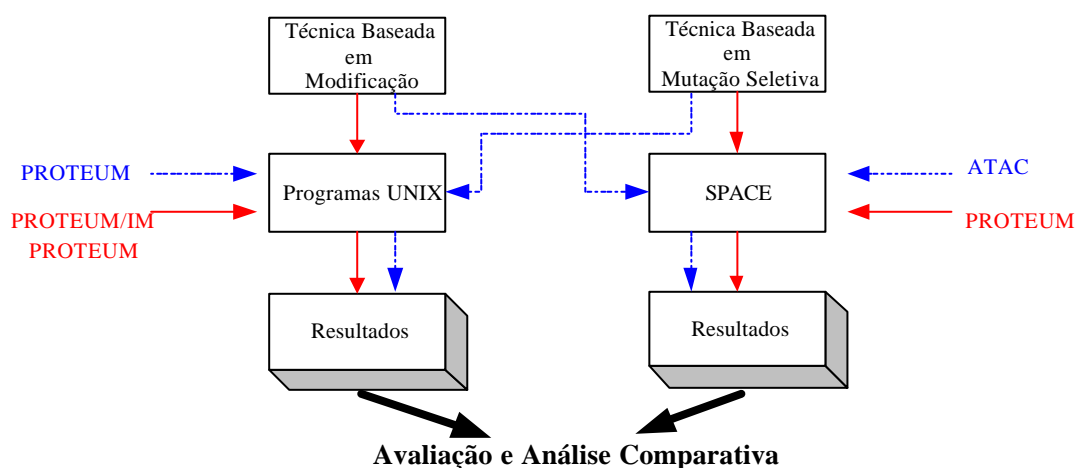 Técnica Baseada
em
Modificação
Técnica Baseada
em
Mutação Seletiva
PROTEUM
PROTEUM/IM
PROTEUM
Programas UNIX
SPACE
ATAC
PROTEUM
Resultados
Resultados
Avaliação e Análise Comparativa